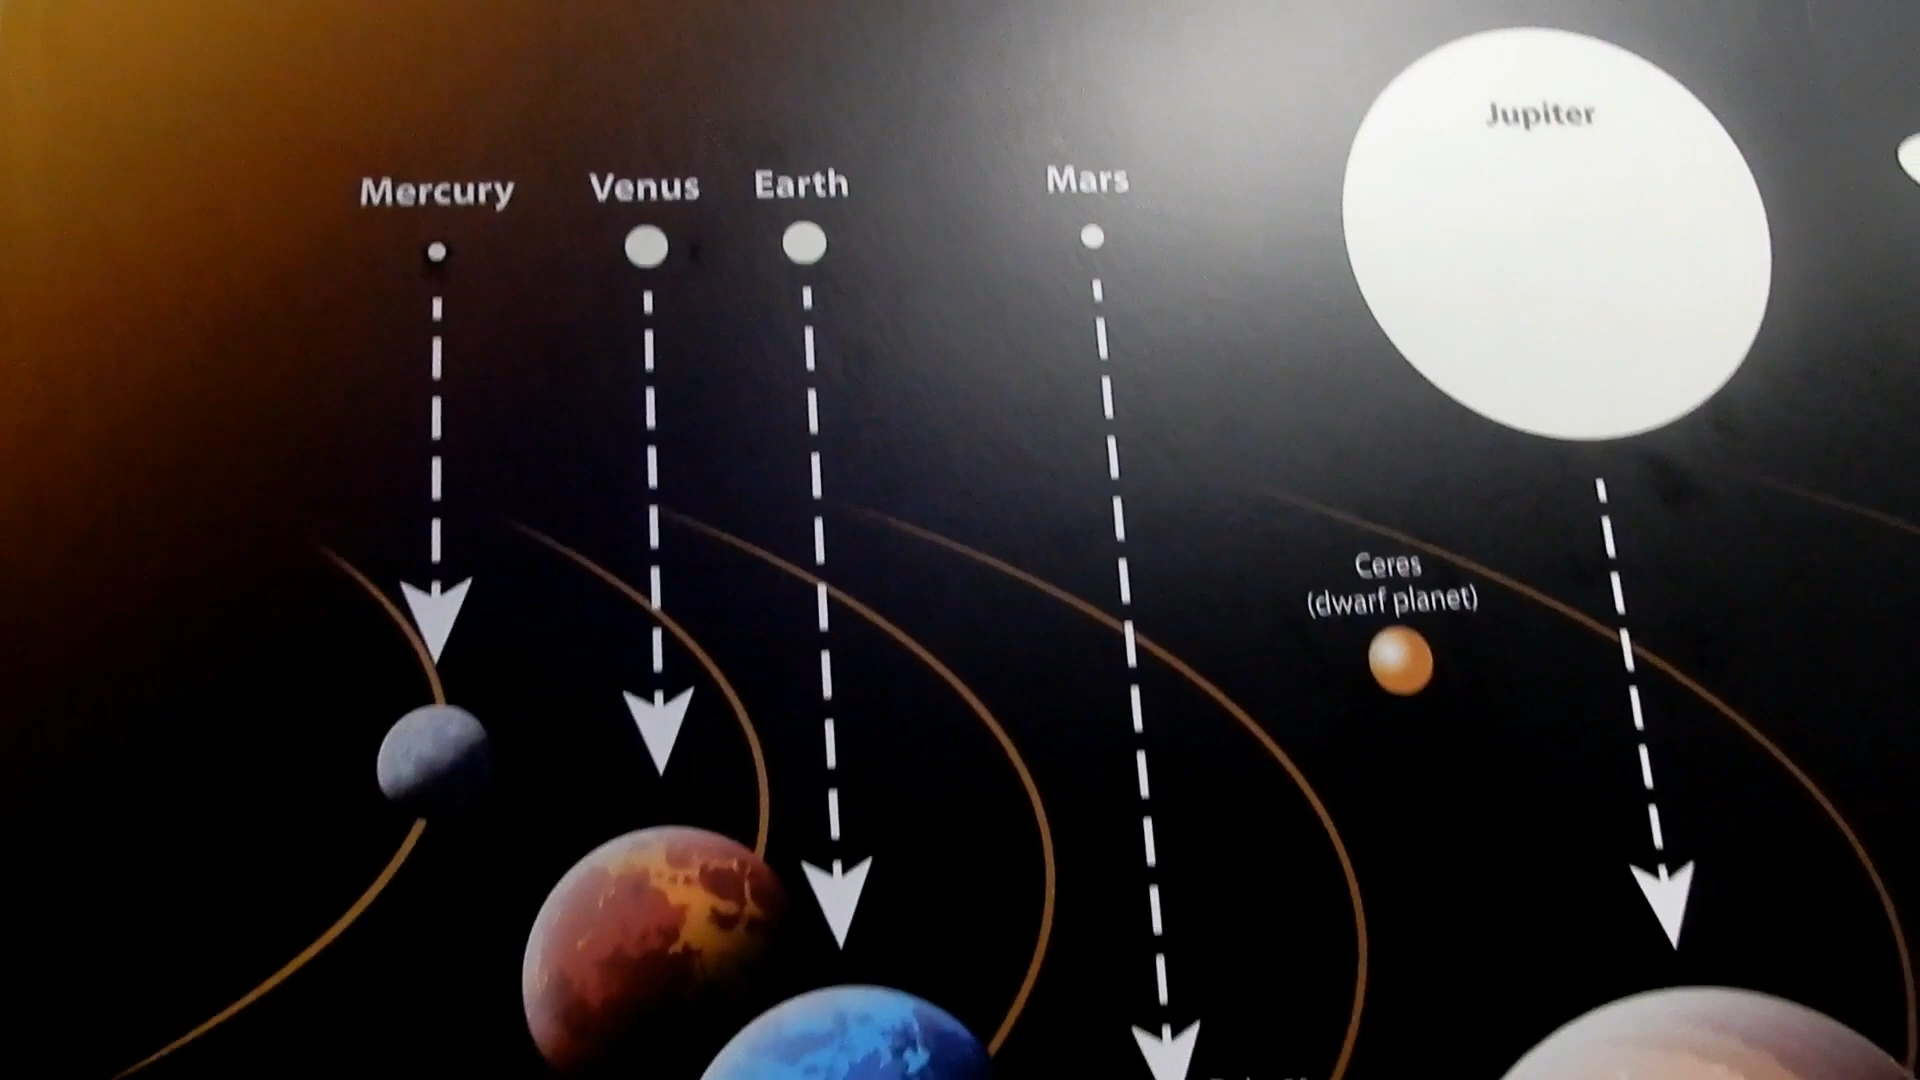 Mercury
Venus
Earth
Mars
Jupiter
Ceres
(dwarf planet)